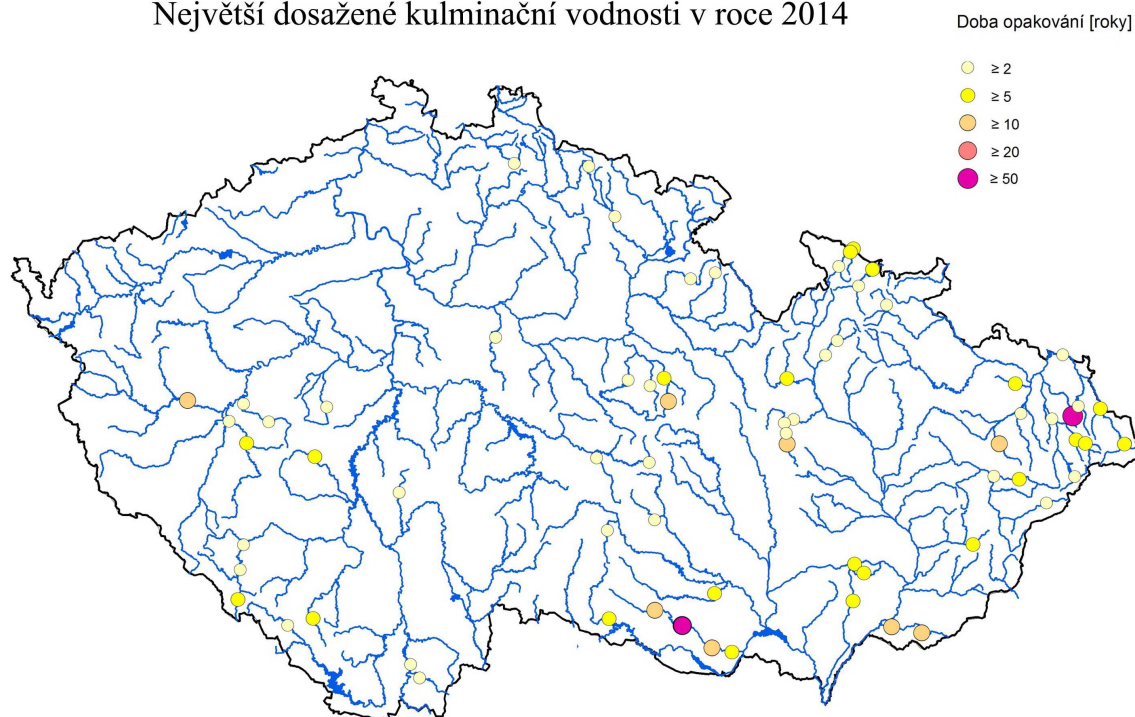 Největší dosažené kulminační vodnosti v roce 2014
Doba opakování [roky]
≥ 2
≥ 5
≥ 10
≥ 20
≥ 50